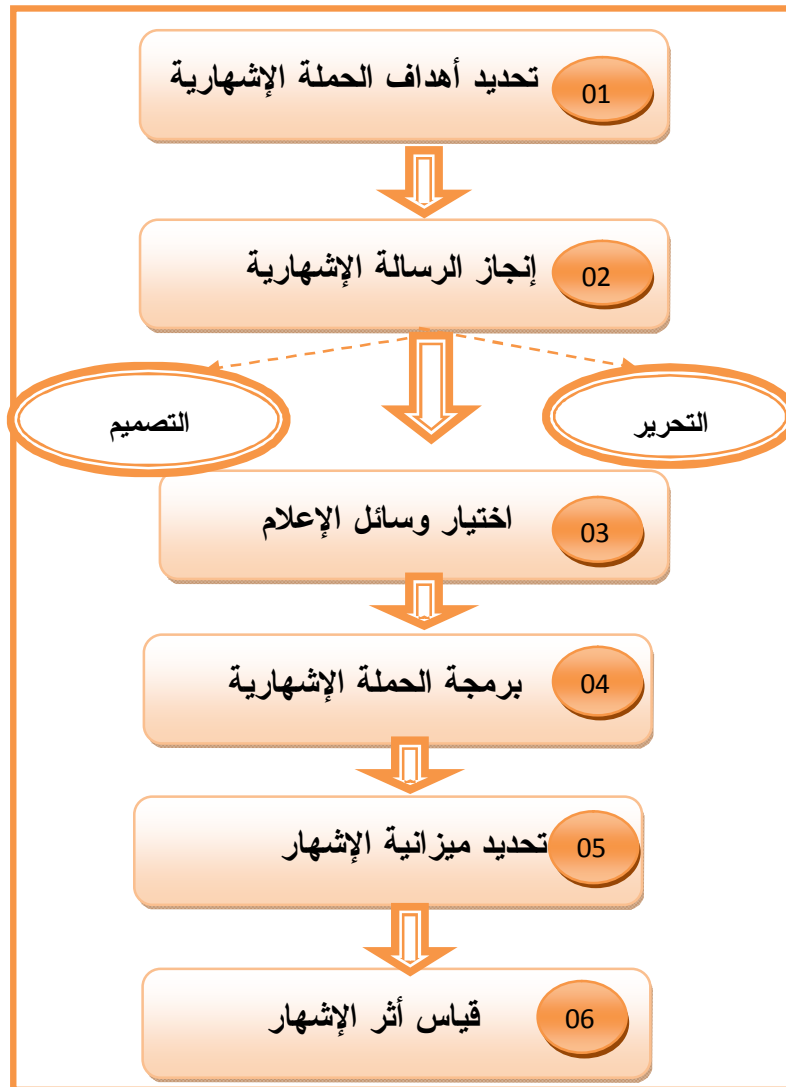 01 تحديد أهداف الحملة الإشهارية
02 إنجاز الرسالة الإشهارية
التحرير
التصميم
03 اختيار وسائل الإعلام
04 برمجة الحملة الإشهارية
05 تحديد ميزانية الإشهار
06 قياس أثر الإشهار